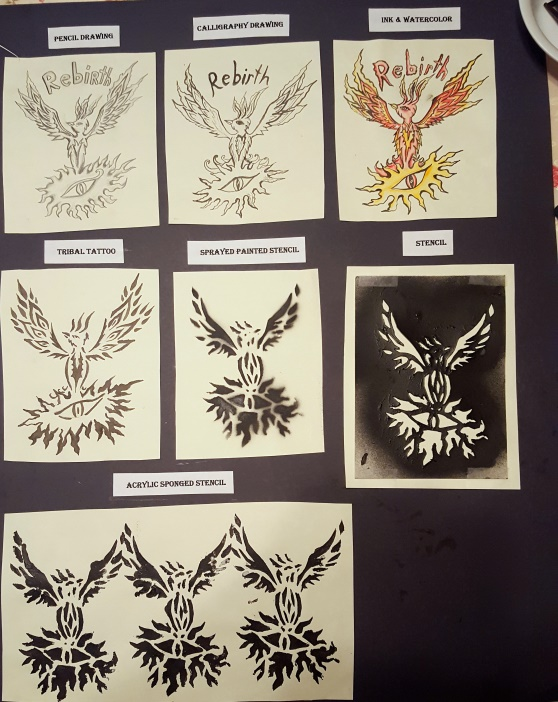 PENCIL DRAWING
CALLIGRAPHY DRAWING
INK & WATERCOLOR
Rebirth
Rebirth
Rebirth
TRIBAL TATTOO
SPRAYED PAINTED STENCIL
STENCIL
ACRYLIC SPONGED STENCIL